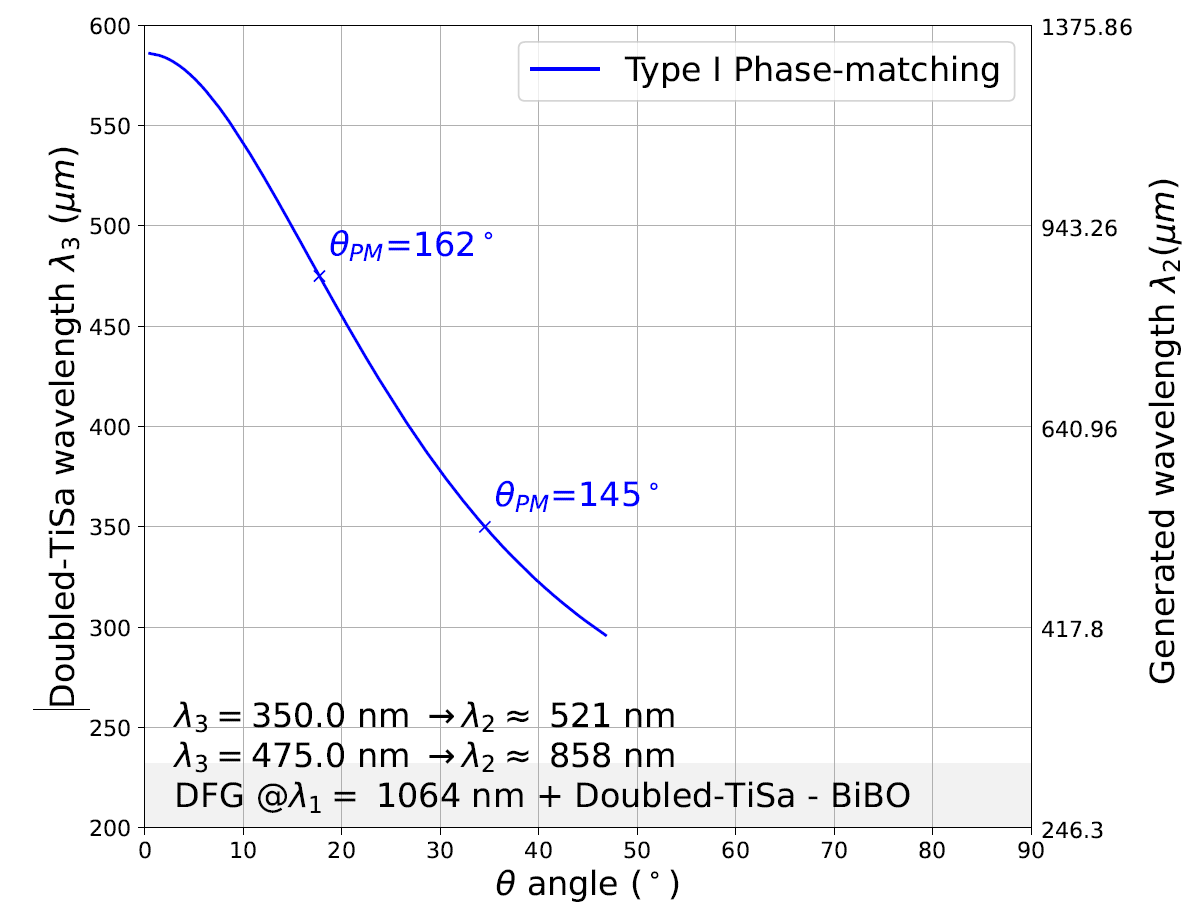 Type I Phase-matching
Doubled-TiSa wavelength λ₃ (μm)
Generated wavelength λ₂(μm)
600
550
500
450
400
350
300
250
200
1375.86
943.26
640.96
417.8
246.3
θPM=162°
θPM=145°
λ₃ = 350.0 nm →λ₂ ≈ 521 nm
λ₃ = 475.0 nm →λ₂ ≈ 858 nm
DFG @λ₁ = 1064 nm + Doubled-TiSa - BiBO
0 10 20 30 40 50 60 70 80 90
θ angle (°)